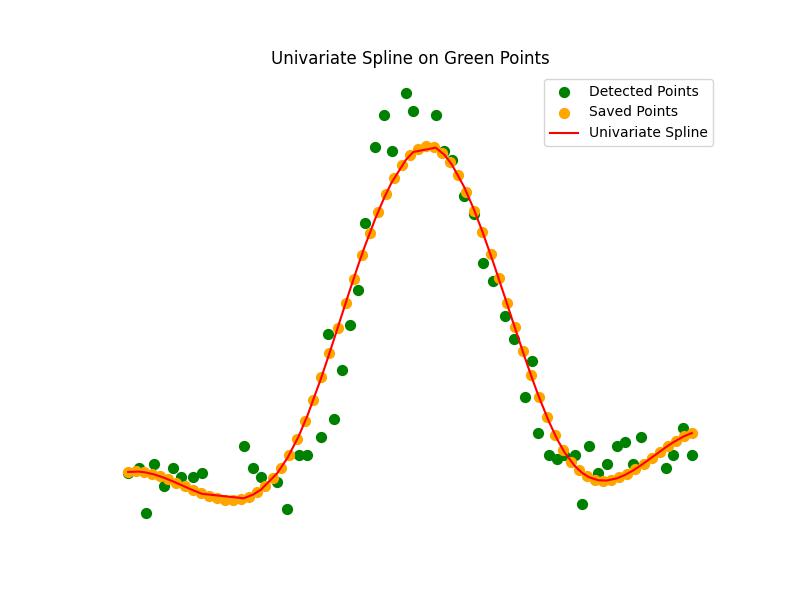 Univariate Spline on Green Points
Detected Points
Saved Points
Univariate Spline